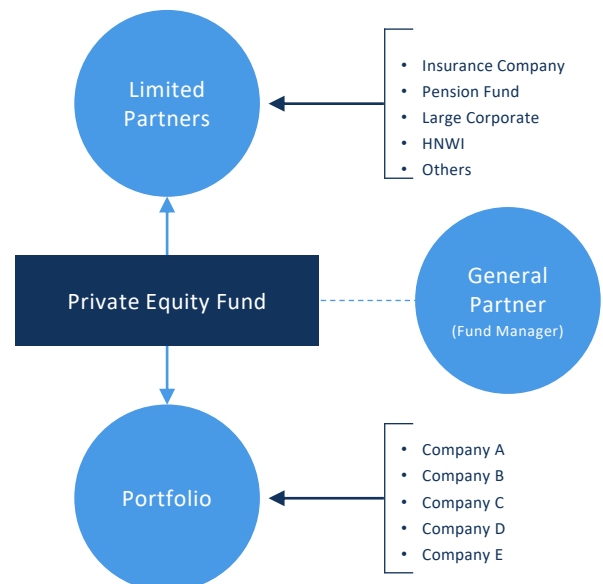 Limited
Partners
• Insurance Company
• Pension Fund
• Large Corporate
• HNWI
• Others
Private Equity Fund
General
Partner
(Fund Manager)
Portfolio
• Company A
• Company B
• Company C
• Company D
• Company E